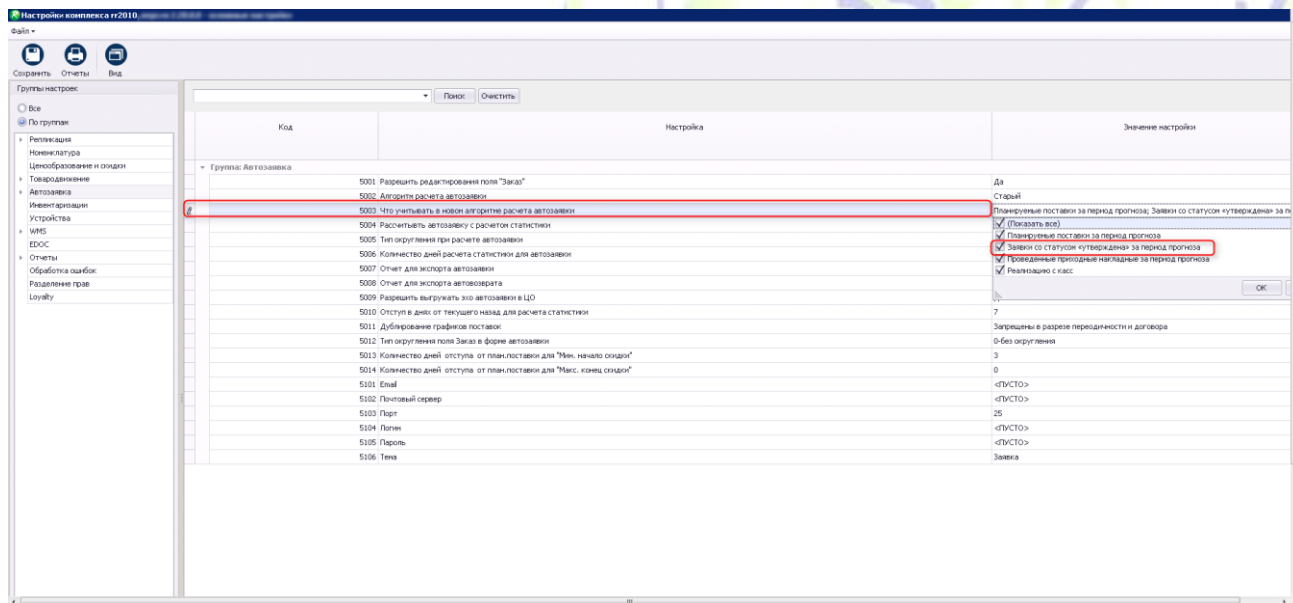 Настройки комплекса rr2010
Файл
Сохранить Отчеты Вид
Группы настроек
Все
По группам
Репликация
Номенклатура
Ценообразование и скидки
Товародвижение
Автозаявка
Инвентаризации
Устройства
WMS
EDOC
Отчеты
Обработка ошибок
Разделение прав
Loyalty
Поиск Очистить
Код Настройка Значение настройки
Группа: Автозаявка
5001 Разрешить редактирования поля "Заказ" Да
5002 Алгоритм расчета автозаявки Старый
5003 Что учитывать в новом алгоритме расчета автозаявки Планируемые поставки за период прогноза; Заявки со статусом «утверждена» за п
5004 Рассчитывть автозаявку с расчетом статистики
(Показать все)
5005 Тип округления при расчете автозаявки
Планируемые поставки за период прогноза
Заявки со статусом «утверждена» за период прогноза
5006 Количество дней расчета статистики для автозаявки
Проведенные приходные накладные за период прогноза
5007 Отчет для экспорта автозаявки
Реализацию с касс
5008 Отчет для экспорта автовозврата
OK
5009 Разрешить выгружать эхо автозаявки в ЦО
5010 Отступ в днях от текущего назад для расчета статистики 7
5011 Дублирование графиков поставок Запрещены в разрезе переодичности и договора
5012 Тип округления поля Заказ в форме автозаявки 0-без округления
5013 Количество дней отступа от план.поставки для "Мин. начало скидки" 3
5014 Количество дней отступа от план.поставки для "Макс. конец скидки" 0
5101 Email <ПУСТО>
5102 Почтовый сервер <ПУСТО>
5103 Порт 25
5104 Логин <ПУСТО>
5105 Пароль <ПУСТО>
5106 Тема Заявка